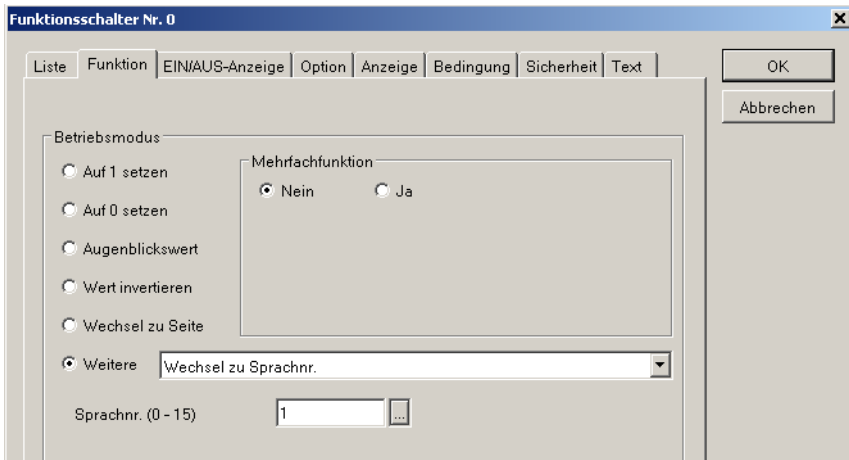 Funktionsschalter Nr. 0
Liste Funktion EIN/AUS-Anzeige Option Anzeige Bedingung Sicherheit Text
OK
Abbrechen
Betriebsmodus
Auf 1 setzen
Auf 0 setzen
Augenblickswert
Wert invertieren
Wechsel zu Seite
Weitere Wechsel zu Sprachnr.
Mehrfachfunktion
Nein Ja
Sprachnr. (0 - 15) 1 ...